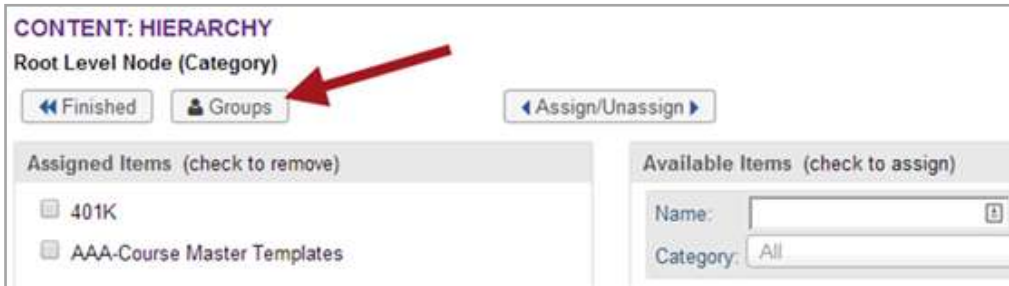 CONTENT: HIERARCHY
Root Level Node (Category)
Finished Groups Assign/Unassign
Assigned Items (check to remove) Available Items (check to assign)
401K Name:
AAA-Course Master Templates Category: All